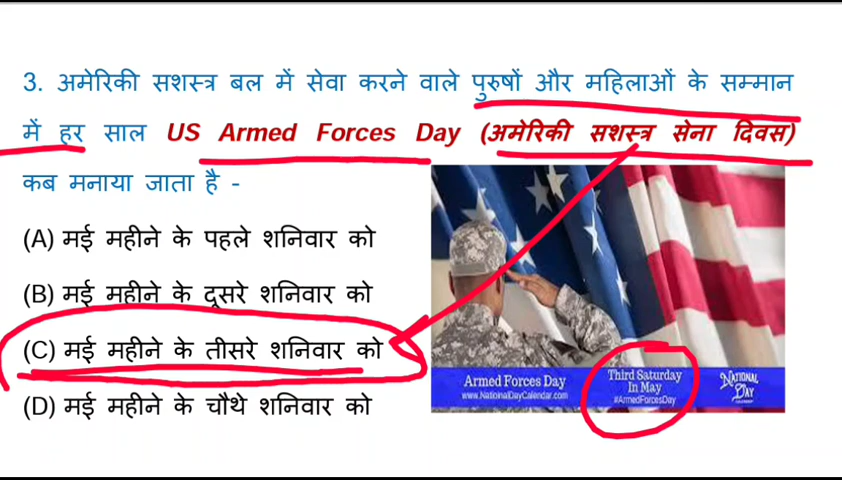 3. अमेरिकी सशस्त्र बल में सेवा करने वाले पुरुषों और महिलाओं के सम्मान
में हर साल US Armed Forces Day (अमेरिकी सशस्त्र सेना दिवस)
कब मनाया जाता है -
(A) मई महीने के पहले शनिवार को
(B) मई महीने के दूसरे शनिवार को
(C) मई महीने के तीसरे शनिवार को
(D) मई महीने के चौथे शनिवार को
Armed Forces Day
www.NationalDayCalendar.com
Third Saturday
In May
#ArmedForcesDay
NATIONAL
DAY
CALENDAR